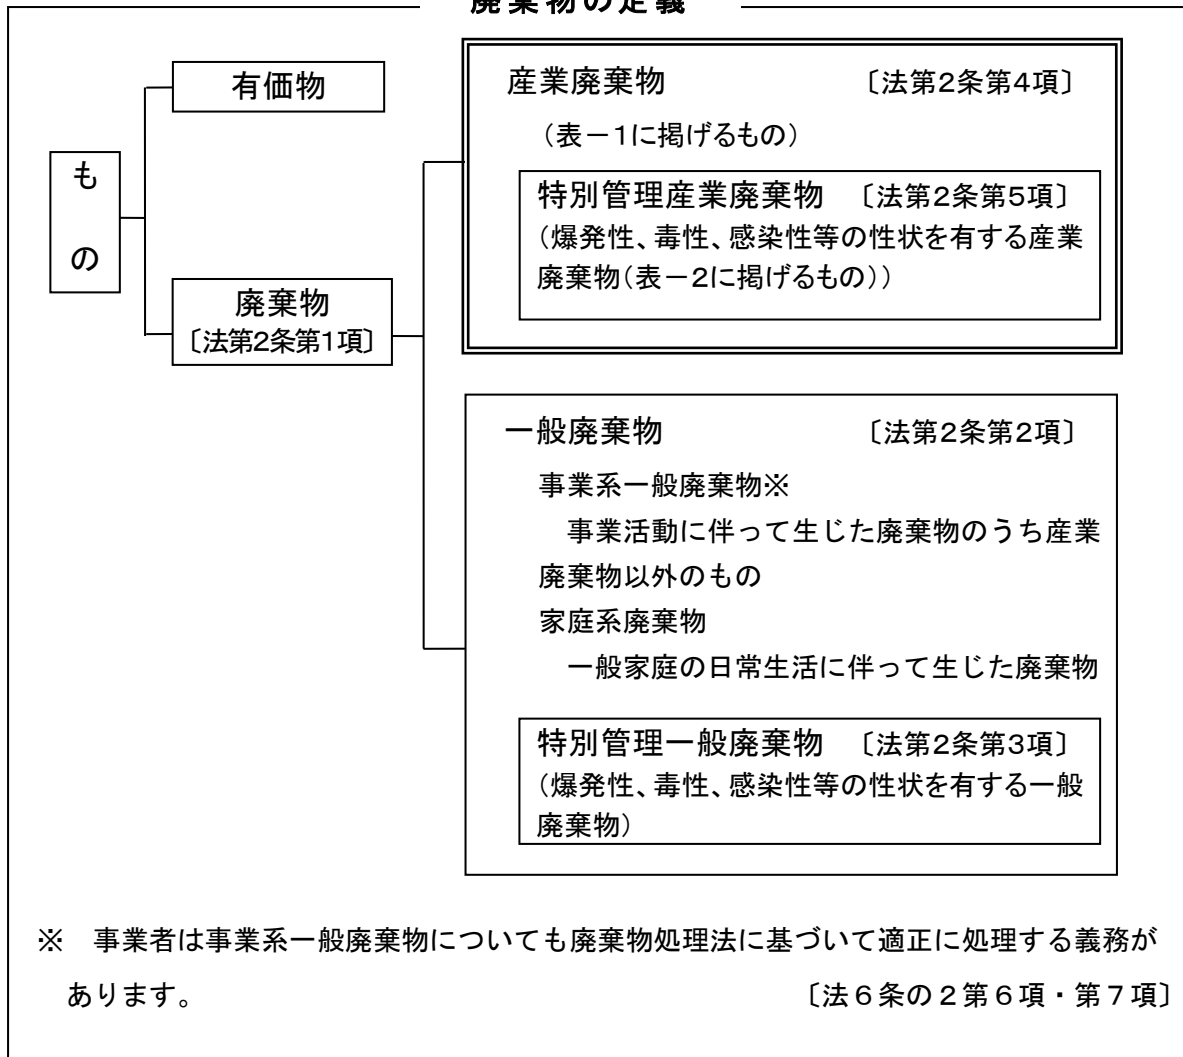 廃棄物の定義
有価物
もの
廃棄物
〔法第2条第1項〕
産業廃棄物 〔法第2条第4項〕
（表－1に掲げるもの）
特別管理産業廃棄物 〔法第2条第5項〕
（爆発性、毒性、感染性等の性状を有する産業
廃棄物（表－2に掲げるもの））
一般廃棄物 〔法第2条第2項〕
事業系一般廃棄物※
事業活動に伴って生じた廃棄物のうち産業
廃棄物以外のもの
家庭系廃棄物
一般家庭の日常生活に伴って生じた廃棄物
特別管理一般廃棄物 〔法第2条第3項〕
（爆発性、毒性、感染性等の性状を有する一般
廃棄物）
※ 事業者は事業系一般廃棄物についても廃棄物処理法に基づいて適正に処理する義務が
あります。 〔法６条の２第６項・第７項〕